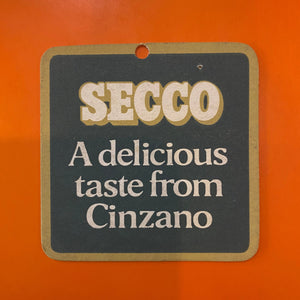 SECCO
A delicious
taste from
Cinzano